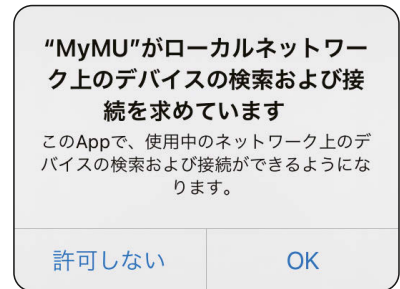 “MyMU”がローカルネットワー
ク上のデバイスの検索および接
続を求めています
このAppで、使用中のネットワーク上のデ
バイスの検索および接続ができるようにな
ります。
許可しない
OK